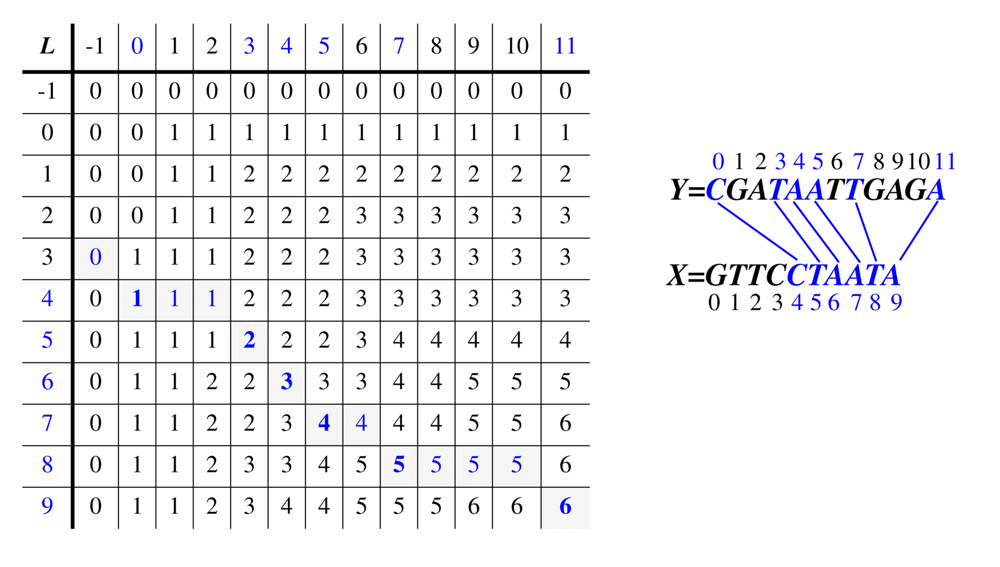 L -1 0 1 2 3 4 5 6 7 8 9 10 11
-1 0 0 0 0 0 0 0 0 0 0 0 0 0
0 0 0 1 1 1 1 1 1 1 1 1 1 1
1 0 0 1 1 2 2 2 2 2 2 2 2 2
2 0 0 1 1 2 2 2 3 3 3 3 3 3
3 0 1 1 1 2 2 2 3 3 3 3 3 3
4 0 1 1 1 2 2 2 3 3 3 3 3 3
5 0 1 1 1 2 2 2 3 4 4 4 4 4
6 0 1 1 2 2 3 3 3 4 4 5 5 5
7 0 1 1 2 2 3 4 4 4 4 5 5 6
8 0 1 1 2 3 3 4 5 5 5 5 5 6
9 0 1 1 2 3 4 4 5 5 5 6 6 6
0 1 2 3 4 5 6 7 8 9 10 11
Y=CGATAATTGAGA
X=GTTCCTAATA
0 1 2 3 4 5 6 7 8 9